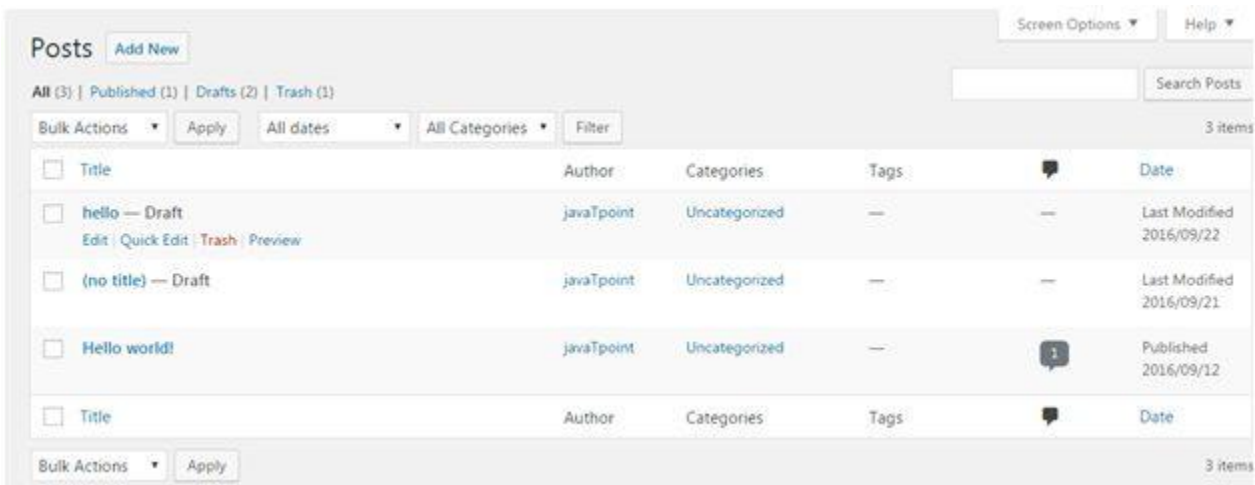 Screen Options ▼ Help ▼
Posts Add New
All (3) | Published (1) | Drafts (2) | Trash (1)
Search Posts
Bulk Actions ▼ Apply All dates ▼ All Categories ▼ Filter 3 items
Title Author Categories Tags Date
hello — Draft javaTpoint Uncategorized — — Last Modified
Edit | Quick Edit | Trash | Preview 2016/09/22
(no title) — Draft javaTpoint Uncategorized — — Last Modified
2016/09/21
Hello world! javaTpoint Uncategorized — 1 Published
2016/09/12
Title Author Categories Tags Date
Bulk Actions ▼ Apply 3 items